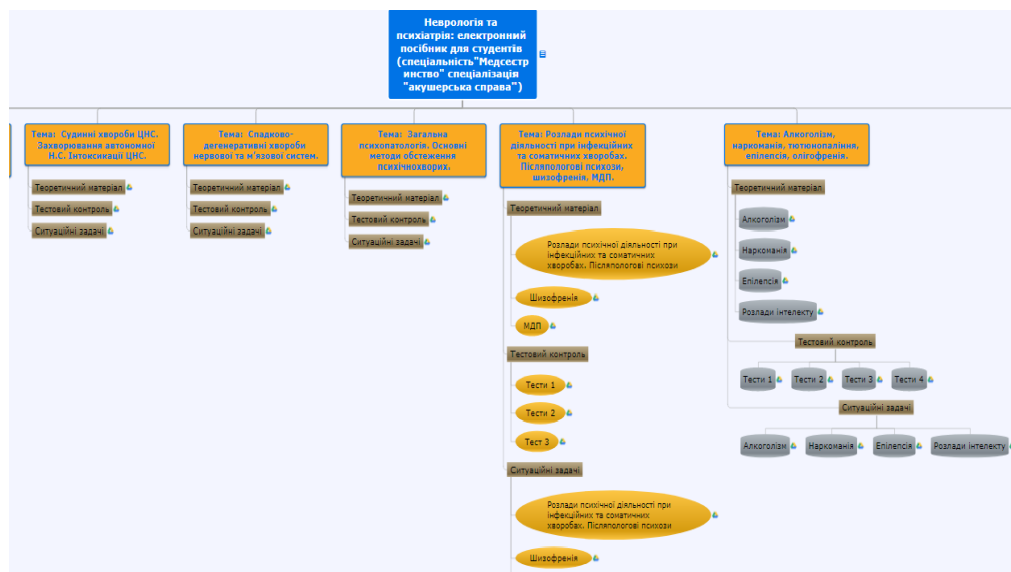 Неврологія та
психіатрія: електронний
посібник для студентів
(спеціальність"Медсестр
инство" спеціалізація
"акушерська справа")
Тема: Судинні хвороби ЦНС.
Захворювання автономної
Н.С. Інтоксикації ЦНС.
Теоретичний матеріал
Тестовий контроль
Ситуаційні задачі
Тема: Спадково-
дегенеративні хвороби
нервової та м'язової систем.
Теоретичний матеріал
Тестовий контроль
Ситуаційні задачі
Тема: Загальна
психопатологія. Основні
методи обстеження
психічнохворих.
Теоретичний матеріал
Тестовий контроль
Ситуаційні задачі
Тема: Розлади психічної
діяльності при інфекційних
та соматичних хворобах.
Післяпологові психози,
шизофренія, МДП.
Теоретичний матеріал
Розлади психічної діяльності при
інфекційних та соматичних
хворобах. Післяпологові психози
Шизофренія
МДП
Тестовий контроль
Тести 1
Тести 2
Тест 3
Ситуаційні задачі
Розлади психічної діяльності при
інфекційних та соматичних
хворобах. Післяпологові психози
Шизофренія
Тема: Алкоголізм,
наркоманія, тютюнопаління,
епілепсія, олігофренія.
Теоретичний матеріал
Алкоголізм
Наркоманія
Епілепсія
Розлади інтелекту
Тестовий контроль
Тести 1 Тести 2 Тести 3 Тести 4
Ситуаційні задачі
Алкоголізм Наркоманія Епілепсія Розлади інтелекту